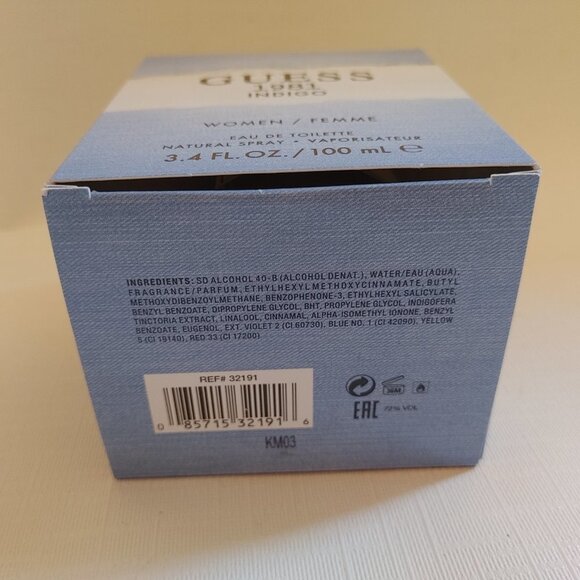 GUESS
1981
INDIGO
WOMEN / FEMME
EAU DE TOILETTE
NATURAL SPRAY • VAPORISATEUR
3.4 FL.OZ./100 mL ℮
INGREDIENTS: SD ALCOHOL 40-B (ALCOHOL DENAT.), WATER/EAU (AQUA),
FRAGRANCE/PARFUM, ETHYLHEXYL METHOXYCINNAMATE, BUTYL
METHOXYDIBENZOYLMETHANE, BENZOPHENONE-3, ETHYLHEXYL SALICYLATE,
BENZYL BENZOATE, DIPROPYLENE GLYCOL, BHT, PROPYLENE GLYCOL, INDIGOFERA
TINCTORIA EXTRACT, LINALOOL, CINNAMAL, ALPHA-ISOMETHYL IONONE, BENZYL
BENZOATE, EUGENOL, EXT. VIOLET 2 (CI 60730), BLUE NO. 1 (CI 42090), YELLOW
5 (CI 19140), RED 33 (CI 17200)
REF# 32191
0 85715 32191 6
36M
EAC 72% VOL
KM03